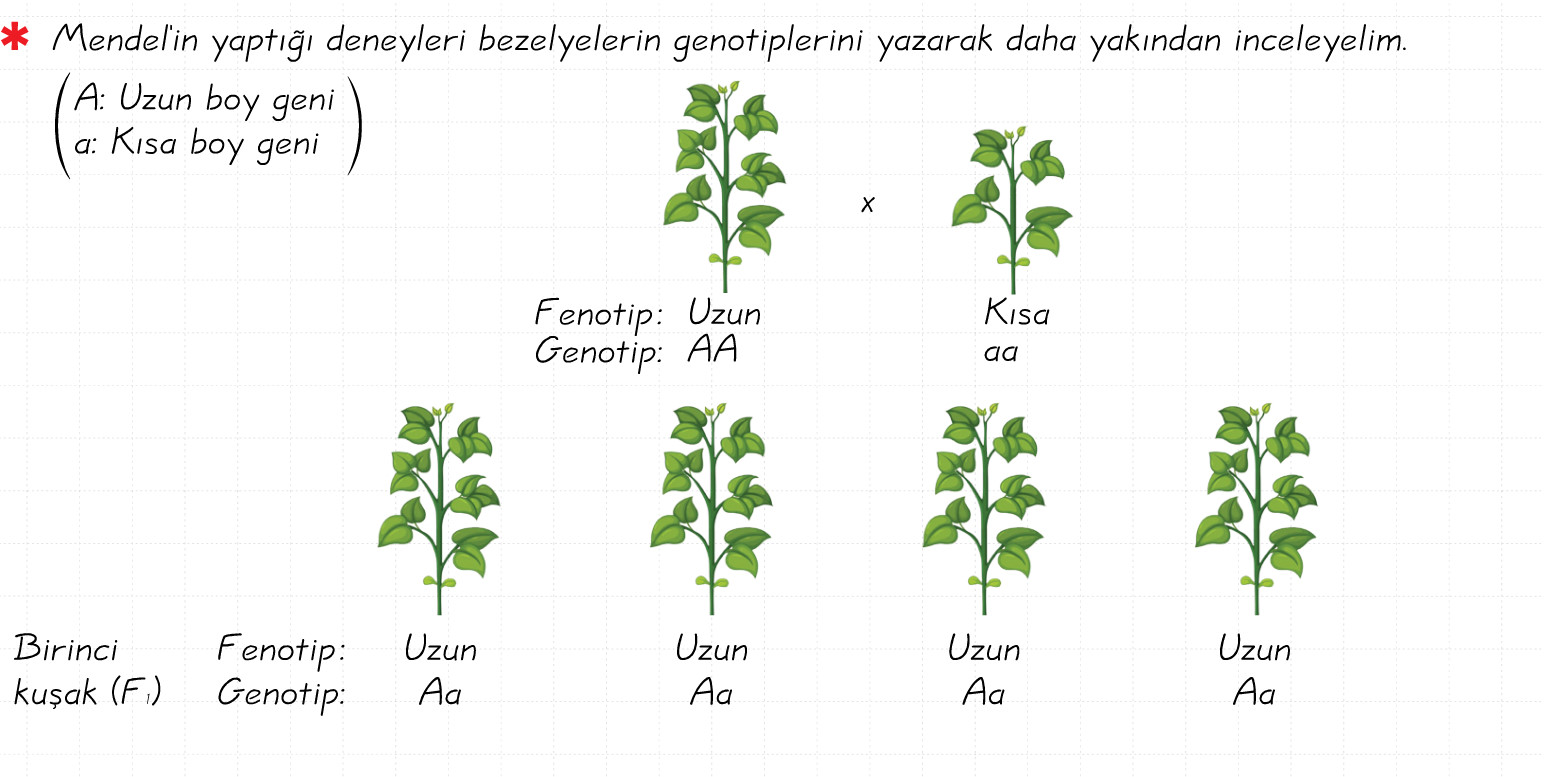 * Mendel'in yaptığı deneyleri bezelyelerin genotiplerini yazarak daha yakından inceleyelim.
(A: Uzun boy geni
a: Kısa boy geni)
x
Fenotip: Uzun Kısa
Genotip: AA aa
Birinci Fenotip: Uzun Uzun Uzun Uzun
kuşak (F₁) Genotip: Aa Aa Aa Aa